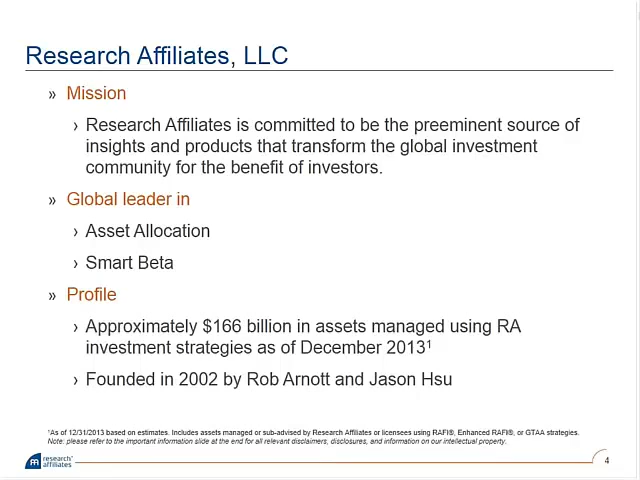 Research Affiliates, LLC
» Mission
› Research Affiliates is committed to be the preeminent source of
insights and products that transform the global investment
community for the benefit of investors.
» Global leader in
› Asset Allocation
› Smart Beta
» Profile
› Approximately $166 billion in assets managed using RA
investment strategies as of December 2013¹
› Founded in 2002 by Rob Arnott and Jason Hsu
¹As of 12/31/2013 based on estimates. Includes assets managed or sub-advised by Research Affiliates or licensees using RAFI®, Enhanced RAFI®, or GTAA strategies.
Note: please refer to the important information slide at the end for all relevant disclaimers, disclosures, and information on our intellectual property.
research
affiliates
4